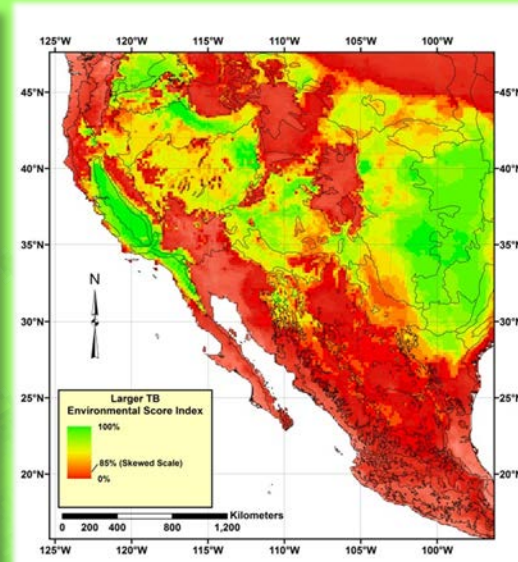 125°W 120°W 115°W 110°W 105°W 100°W
45°N
40°N
35°N
30°N
25°N
20°N
45°N
40°N
35°N
30°N
25°N
20°N
N
Larger TB
Environmental Score Index
100%
85% (Skewed Scale)
0%
Kilometers
0 200 400 800 1,200
125°W 120°W 115°W 110°W 105°W 100°W